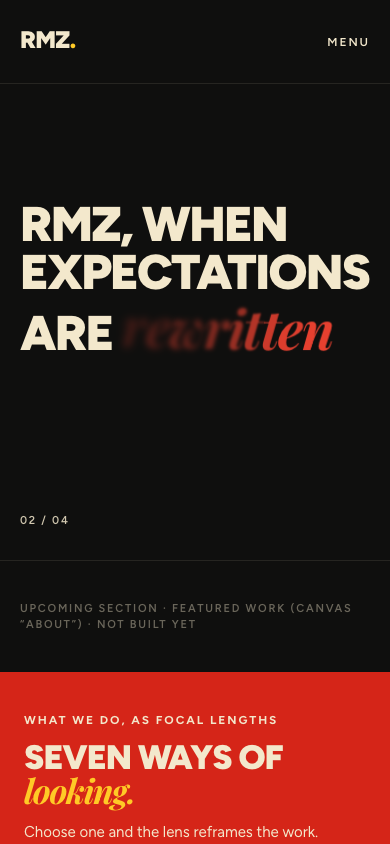 RMZ.
MENU
RMZ, WHEN
EXPECTATIONS
ARE rewritten
02 / 04
UPCOMING SECTION · FEATURED WORK (CANVAS
“ABOUT”) · NOT BUILT YET
WHAT WE DO, AS FOCAL LENGTHS
SEVEN WAYS OF
looking.
Choose one and the lens reframes the work.